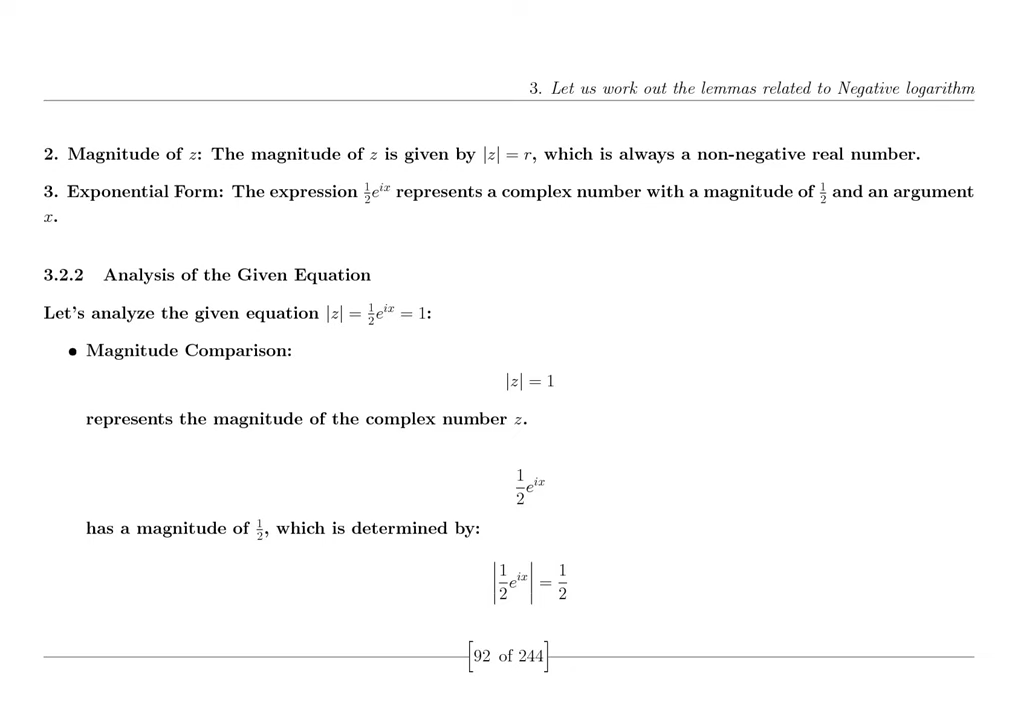 3. Let us work out the lemmas related to Negative logarithm
2. Magnitude of z: The magnitude of z is given by |z| = r, which is always a non-negative real number.
3. Exponential Form: The expression ½e^{ix} represents a complex number with a magnitude of ½ and an argument
x.
3.2.2 Analysis of the Given Equation
Let's analyze the given equation |z| = ½e^{ix} = 1:
• Magnitude Comparison:
|z| = 1
represents the magnitude of the complex number z.
½e^{ix}
has a magnitude of ½, which is determined by:
|½e^{ix}| = ½
[92 of 244]